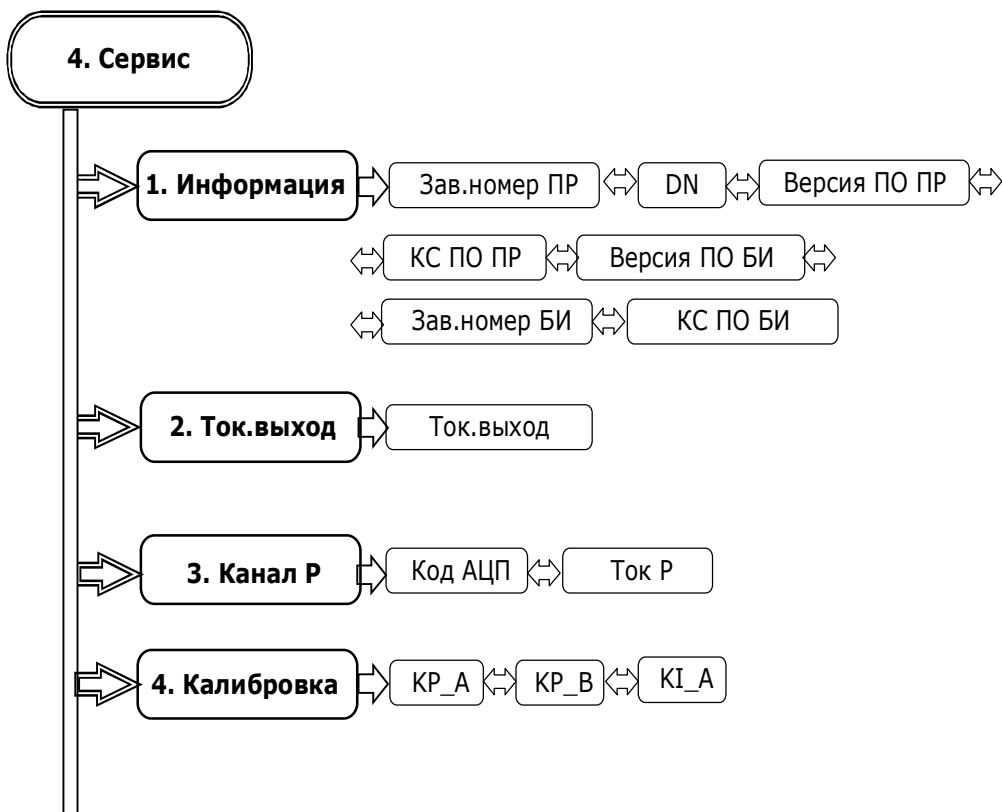 4. Сервис
1. Информация Зав.номер ПР DN Версия ПО ПР
КС ПО ПР Версия ПО БИ
Зав.номер БИ КС ПО БИ
2. Ток.выход Ток.выход
3. Канал Р Код АЦП Ток Р
4. Калибровка KP_A KP_B KI_A